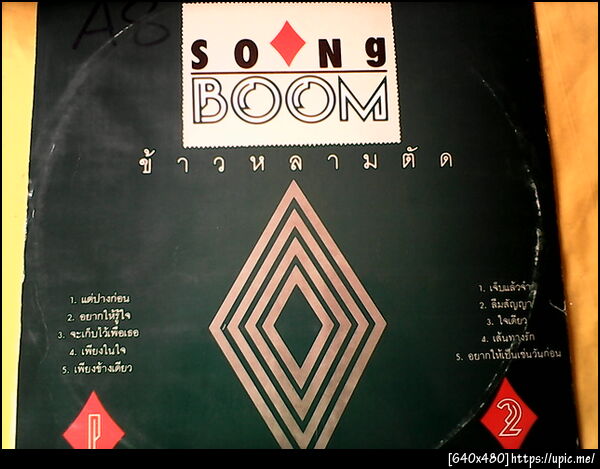 A8
SONg
BOOM
ข้าวหลามตัด
1. แต่ปางก่อน
2. อยากให้รู้ใจ
3. จะเก็บไว้เพื่อเธอ
4. เพียงในใจ
5. เพียงข้างเดียว
1. เจ็บแล้วจำ
2. ลืมสัญญา
3. ใจเดียว
4. เส้นทางรัก
5. อยากให้เป็นเช่นวันก่อน
1
2
[640x480]https://upic.me/